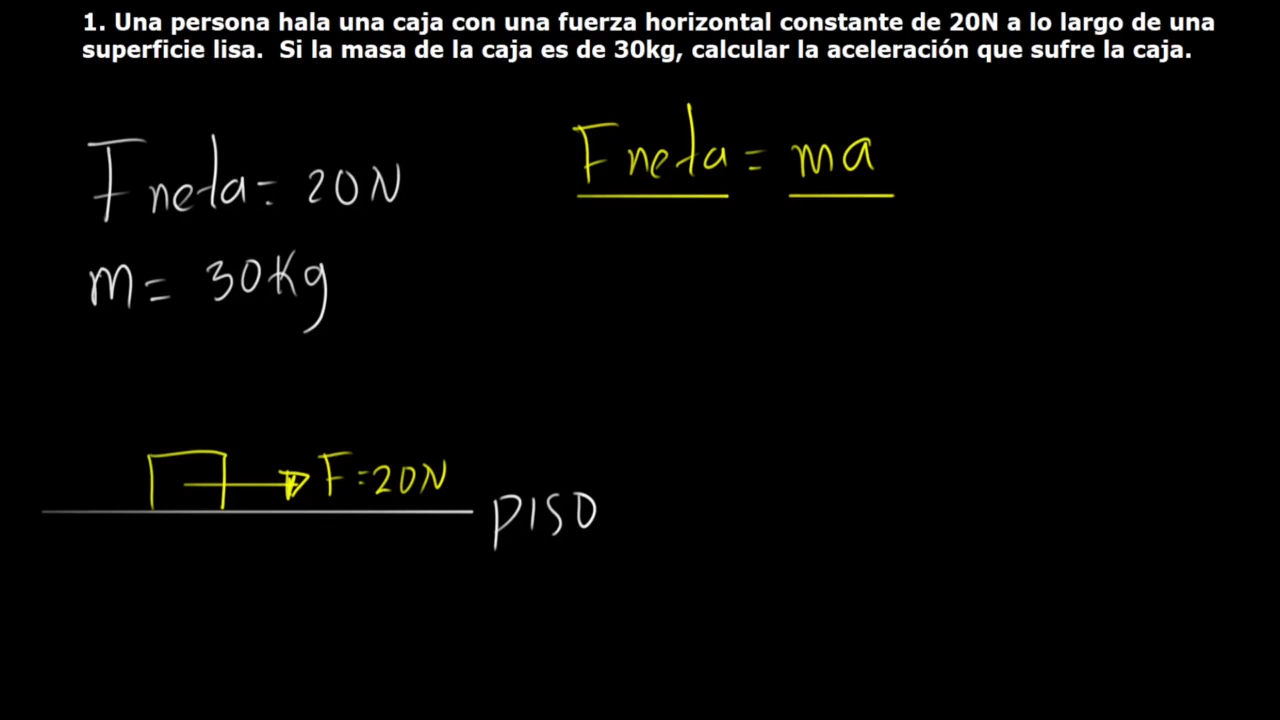 1. Una persona hala una caja con una fuerza horizontal constante de 20N a lo largo de una
superficie lisa.  Si la masa de la caja es de 30kg, calcular la aceleración que sufre la caja.
Fneta = 20N
Fneta = ma
m = 30Kg
F = 20N
PISO